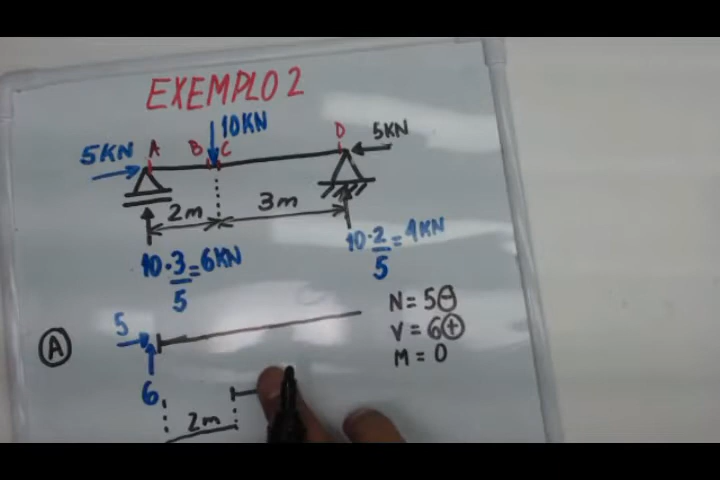 EXEMPLO 2
10KN
5KN A B C D 5KN
2m 3m
10·3/5=6KN
10·2/5=4KN
N=5⊖
V=6⊕
M=0
A
5
6
2m